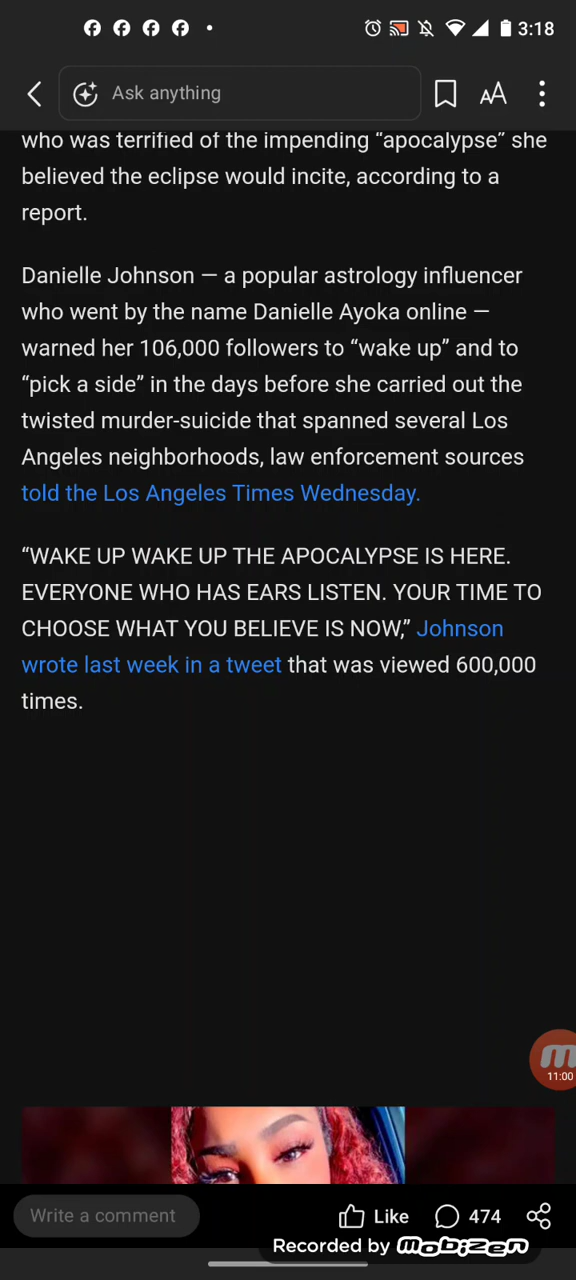 3:18
Ask anything
AA
who was terrified of the impending “apocalypse” she
believed the eclipse would incite, according to a
report.
Danielle Johnson — a popular astrology influencer
who went by the name Danielle Ayoka online —
warned her 106,000 followers to “wake up” and to
“pick a side” in the days before she carried out the
twisted murder-suicide that spanned several Los
Angeles neighborhoods, law enforcement sources
told the Los Angeles Times Wednesday.
“WAKE UP WAKE UP THE APOCALYPSE IS HERE.
EVERYONE WHO HAS EARS LISTEN. YOUR TIME TO
CHOOSE WHAT YOU BELIEVE IS NOW,” Johnson
wrote last week in a tweet that was viewed 600,000
times.
11:00
Write a comment
Like
474
Recorded by mobizen